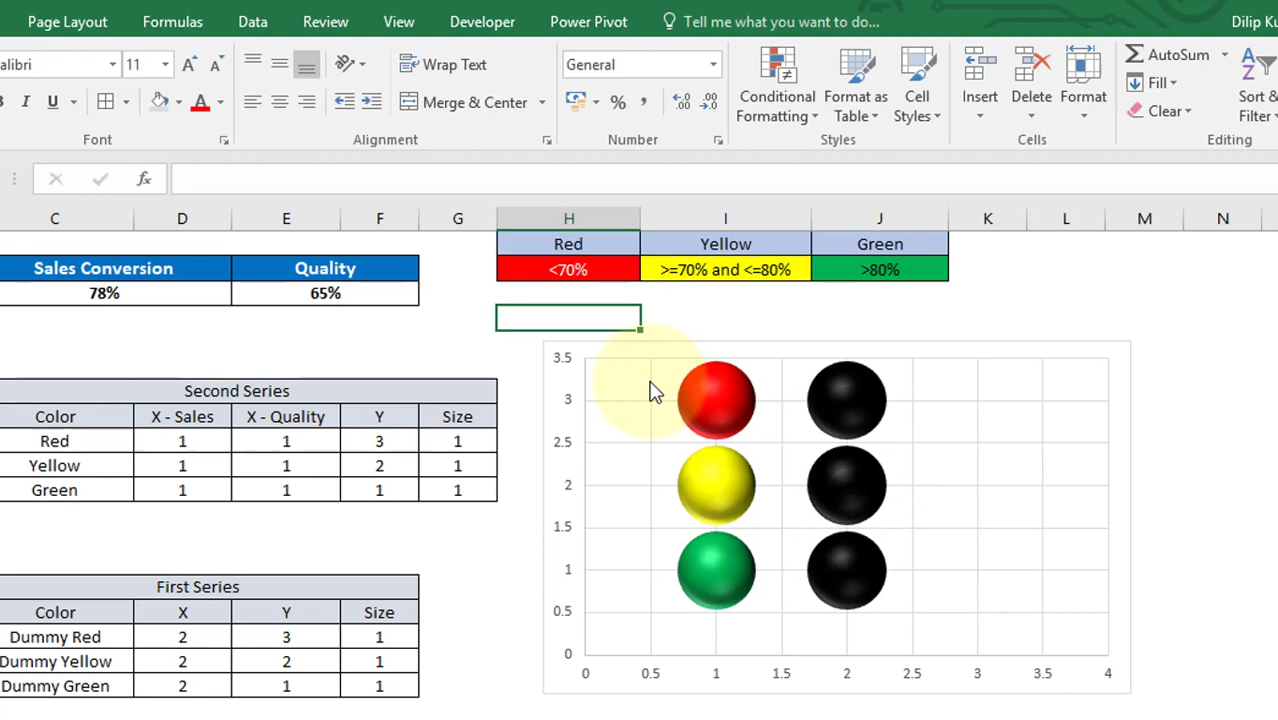 Page Layout Formulas Data Review View Developer Power Pivot Tell me what you want to do... Dilip Ku
alibri 11 Wrap Text General AutoSum
Fill
Merge & Center % Conditional Formatting Format as Table Cell Styles Insert Delete Format Clear Sort & Filter
Font Alignment Number Styles Cells Editing
fx
C D E F G H I J K L M N
Red Yellow Green
Sales Conversion Quality <70% >=70% and <=80% >80%
78% 65%
Second Series
Color X - Sales X - Quality Y Size
Red 1 1 3 1
Yellow 1 1 2 1
Green 1 1 1 1
First Series
Color X Y Size
Dummy Red 2 3 1
Dummy Yellow 2 2 1
Dummy Green 2 1 1
3.5
3
2.5
2
1.5
1
0.5
0
0 0.5 1 1.5 2 2.5 3 3.5 4